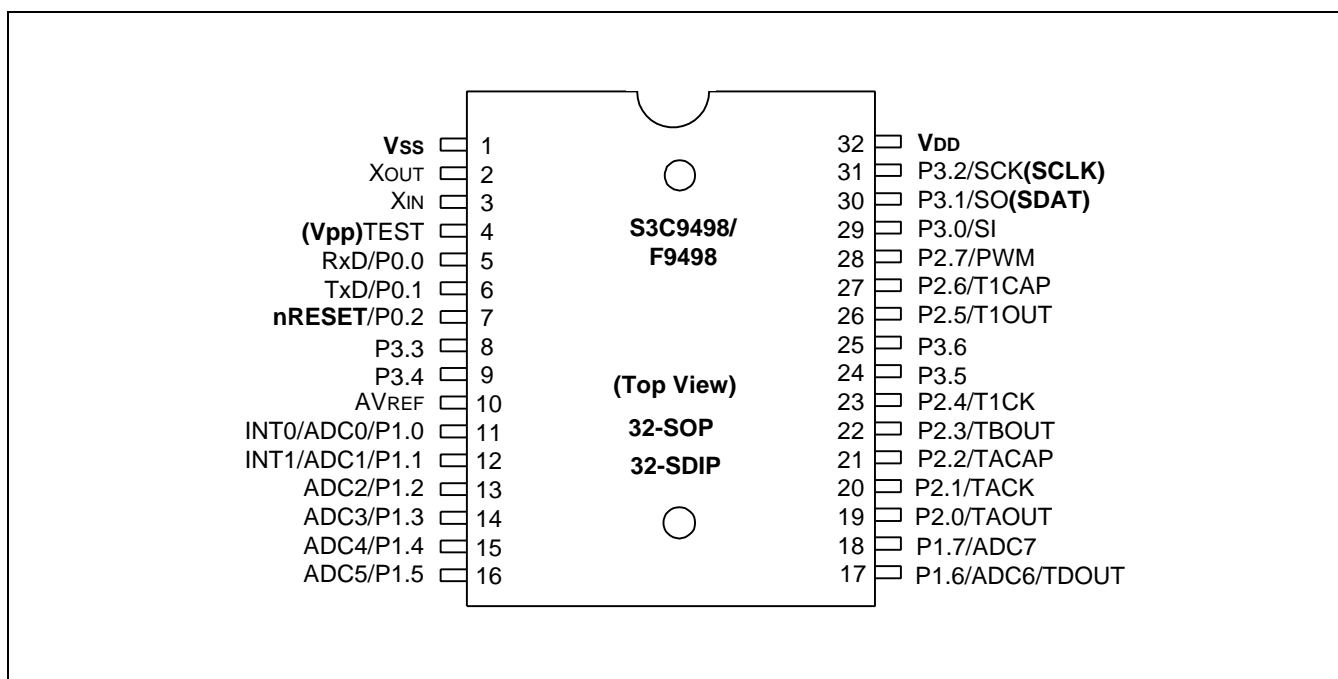 Vss 1
XOUT 2
XIN 3
(Vpp)TEST 4
RxD/P0.0 5
TxD/P0.1 6
nRESET/P0.2 7
P3.3 8
P3.4 9
AVREF 10
INT0/ADC0/P1.0 11
INT1/ADC1/P1.1 12
ADC2/P1.2 13
ADC3/P1.3 14
ADC4/P1.4 15
ADC5/P1.5 16
S3C9498/
F9498
(Top View)
32-SOP
32-SDIP
32 VDD
31 P3.2/SCK(SCLK)
30 P3.1/SO(SDAT)
29 P3.0/SI
28 P2.7/PWM
27 P2.6/T1CAP
26 P2.5/T1OUT
25 P3.6
24 P3.5
23 P2.4/T1CK
22 P2.3/TBOUT
21 P2.2/TACAP
20 P2.1/TACK
19 P2.0/TAOUT
18 P1.7/ADC7
17 P1.6/ADC6/TDOUT